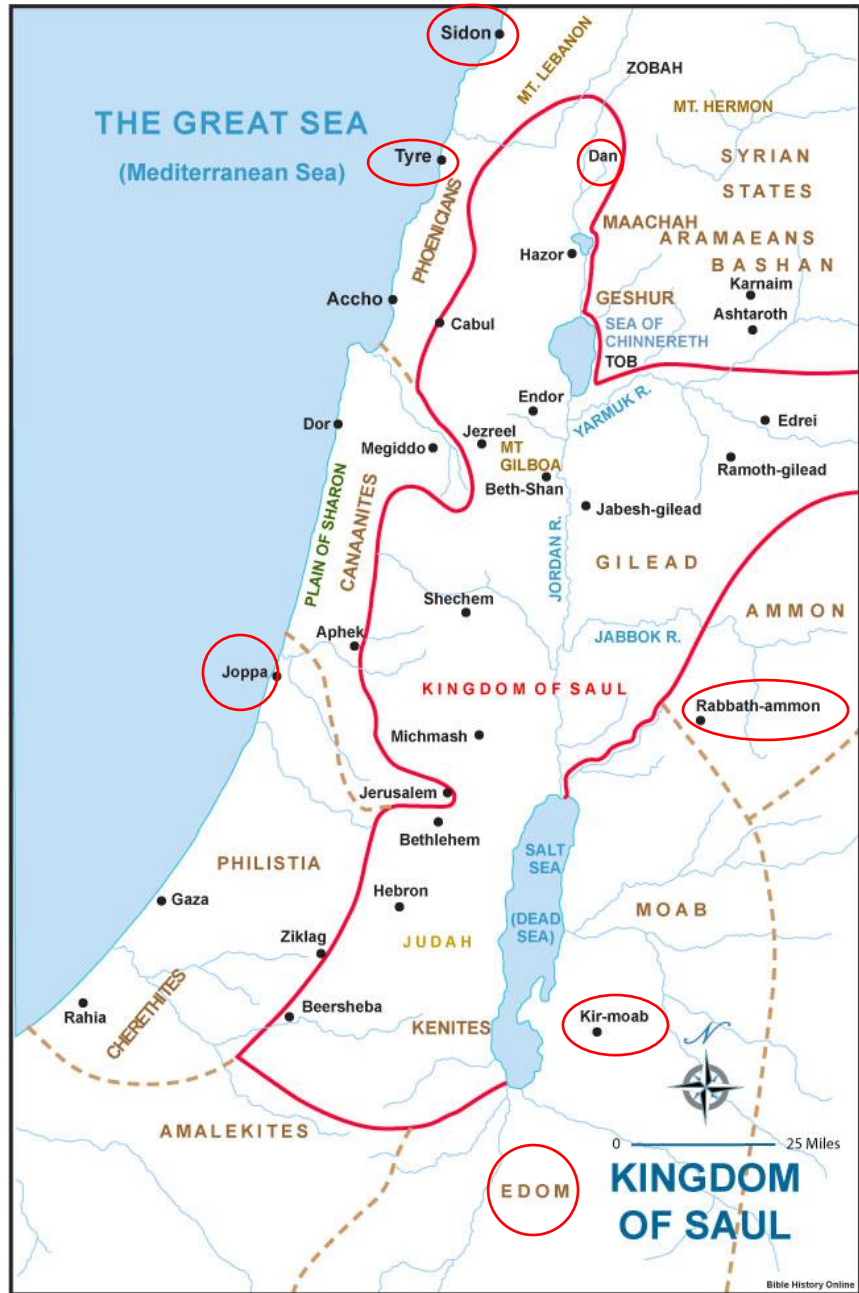 Sidon
MT. LEBANON
ZOBAH
MT. HERMON
THE GREAT SEA
(Mediterranean Sea)
Tyre
Dan
SYRIAN
STATES
PHOENICIANS
MAACHAH
ARAMAEANS
BASHAN
Hazor
Karnaim
GESHUR
Accho
Ashtaroth
Cabul
SEA OF
CHINNERETH
TOB
Endor
YARMUK R.
Dor
Edrei
Jezreel
Megiddo
MT
GILBOA
Ramoth-gilead
Beth-Shan
Jabesh-gilead
PLAIN OF SHARON
CANAANITES
JORDAN R.
GILEAD
Shechem
AMMON
Aphek
JABBOK R.
Joppa
KINGDOM OF SAUL
Rabbath-ammon
Michmash
Jerusalem
Bethlehem
SALT
SEA
PHILISTIA
Hebron
Gaza
MOAB
(DEAD
SEA)
Ziklag
JUDAH
CHERETHITES
Rahia
Beersheba
KENITES
Kir-moab
N
AMALEKITES
0 25 Miles
EDOM
KINGDOM
OF SAUL
Bible History Online